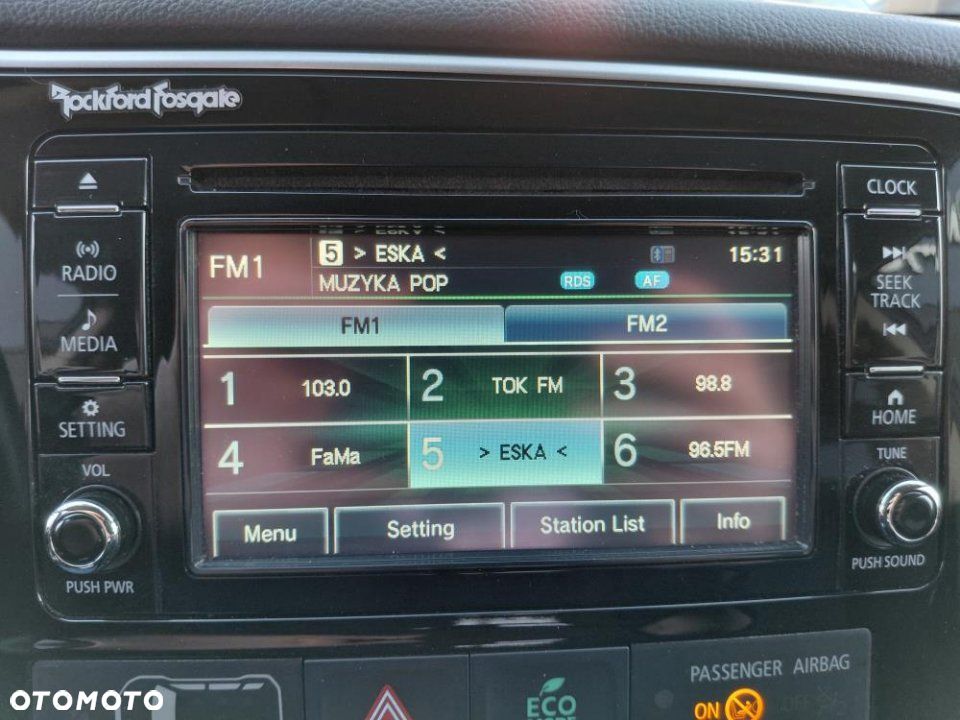 Rockford Fosgate
RADIO
MEDIA
SETTING
VOL
PUSH PWR
FM1
5 > ESKA <
15:31
MUZYKA POP
RDS
AF
FM1
FM2
1 103.0
2 TOK FM
3 98.8
4 FaMa
5 > ESKA <
6 96.5FM
Menu
Setting
Station List
Info
CLOCK
SEEK
TRACK
HOME
TUNE
PUSH SOUND
ECO
PASSENGER AIRBAG
ON
OFF
OTOMOTO